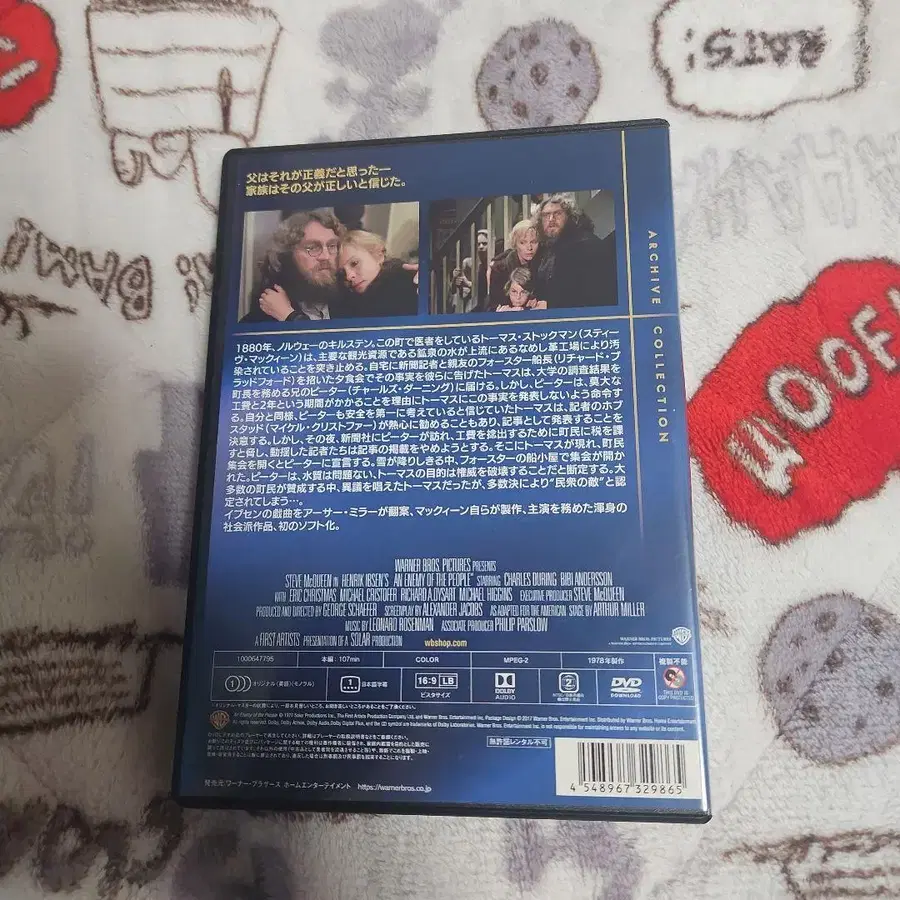 RATS!
WOOF!
BAM!
父はそれが正義だと思った—
家族はその父が正しいと信じた。
ARCHIVE COLLECTION
1880年、ノルウェーのキルステン。この町で医者をしているトーマス・ストックマン(スティー
ヴ・マックィーン)は、主要な観光資源である鉱泉の水が上流にあるなめし革工場により汚
染されていることを突き止める。自宅に新聞記者と親友のフォースター船長(リチャード・ブ
ラッドフォード)を招いた夕食会でその事実を彼らに告げたトーマスは、大学の調査結果を
町長を務める兄のピーター(チャールズ・ダーニング)に届ける。しかし、ピーターは、莫大な
工費と2年という期間がかかることを理由にトーマスにこの事実を発表しないよう命令す
る。自分と同様、ピーターも安全を第一に考えていると信じていたトーマスは、記者のホブ
スタッド(マイケル・クリストファー)が熱心に勧めることもあり、記事として発表することを
決意する。しかし、その夜、新聞社にピーターが訪れ、工費を捻出するために町民に税を課
すと脅し、動揺した記者たちは記事の掲載をやめようとする。そこにトーマスが現れ、町民
集会を開くとピーターに宣言する。雪が降りしきる中、フォースターの船小屋で集会が開か
れた。ピーターは、水質は問題ない、トーマスの目的は権威を破壊することだと断定する。大
多数の町民が賛成する中、異議を唱えたトーマスだったが、多数決により"民衆の敵"と認
定されてしまう…。
イプセンの戯曲をアーサー・ミラーが翻案、マックィーン自らが製作、主演を務めた渾身の
社会派作品、初のソフト化。
WARNER BROS. PICTURES PRESENTS
STEVE McQUEEN IN HENRIK IBSEN'S "AN ENEMY OF THE PEOPLE" STARRING CHARLES DURING BIBI ANDERSSON
WITH ERIC CHRISTMAS MICHAEL CRISTOFER RICHARD A.DYSART MICHAEL HIGGINS EXECUTIVE PRODUCER STEVE McQUEEN
PRODUCED AND DIRECTED BY GEORGE SCHAEFER SCREENPLAY BY ALEXANDER JACOBS AS ADAPTED FOR THE AMERICAN STAGE BY ARTHUR MILLER
MUSIC BY LEONARD ROSENMAN ASSOCIATE PRODUCER PHILIP PARSLOW
A FIRST ARTISTS PRESENTATION OF A SOLAR PRODUCTION wbshop.com
WARNER BROS. PICTURES
1000647795 本編:107min COLOR MPEG-2 1978年製作 複製不能
1 オリジナル(英語)(モノラル) 1 日本語字幕 16:9 LB ビスタサイズ DOLBY AUDIO 2 DVD DOWNLOAD
無許諾レンタル不可
発売元:ワーナー・ブラザース ホームエンターテイメント https://warnerbros.co.jp
4 548967 329865